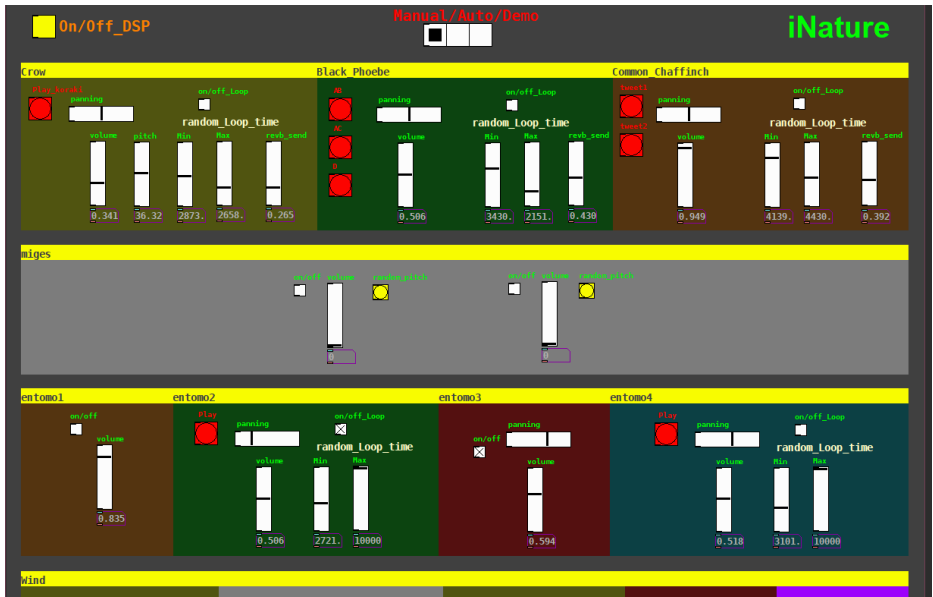 On/Off_DSP
Manual/Auto/Demo
iNature
Crow
Black_Phoebe
Common_Chaffinch
panning
on/off_Loop
random_Loop_time
volume pitch Min Max revb_send
0.341 36.32 2873. 2658. 0.265
AB
AC
D
panning
on/off_Loop
random_Loop_time
volume Min Max revb_send
0.506 3430. 2151. 0.430
tweet1
tweet2
panning
on/off_Loop
random_Loop_time
volume Min Max revb_send
0.949 4139. 4430. 0.392
miges
on/off volume random_pitch
0
on/off volume random_pitch
0
entomo1
entomo2
entomo3
entomo4
on/off
volume
0.835
Play
panning
on/off_Loop
random_Loop_time
volume Min Max
0.506 2721. 10000
on/off
panning
volume
0.594
Play
panning
on/off_Loop
random_Loop_time
volume Min Max
0.518 3101. 10000
Wind